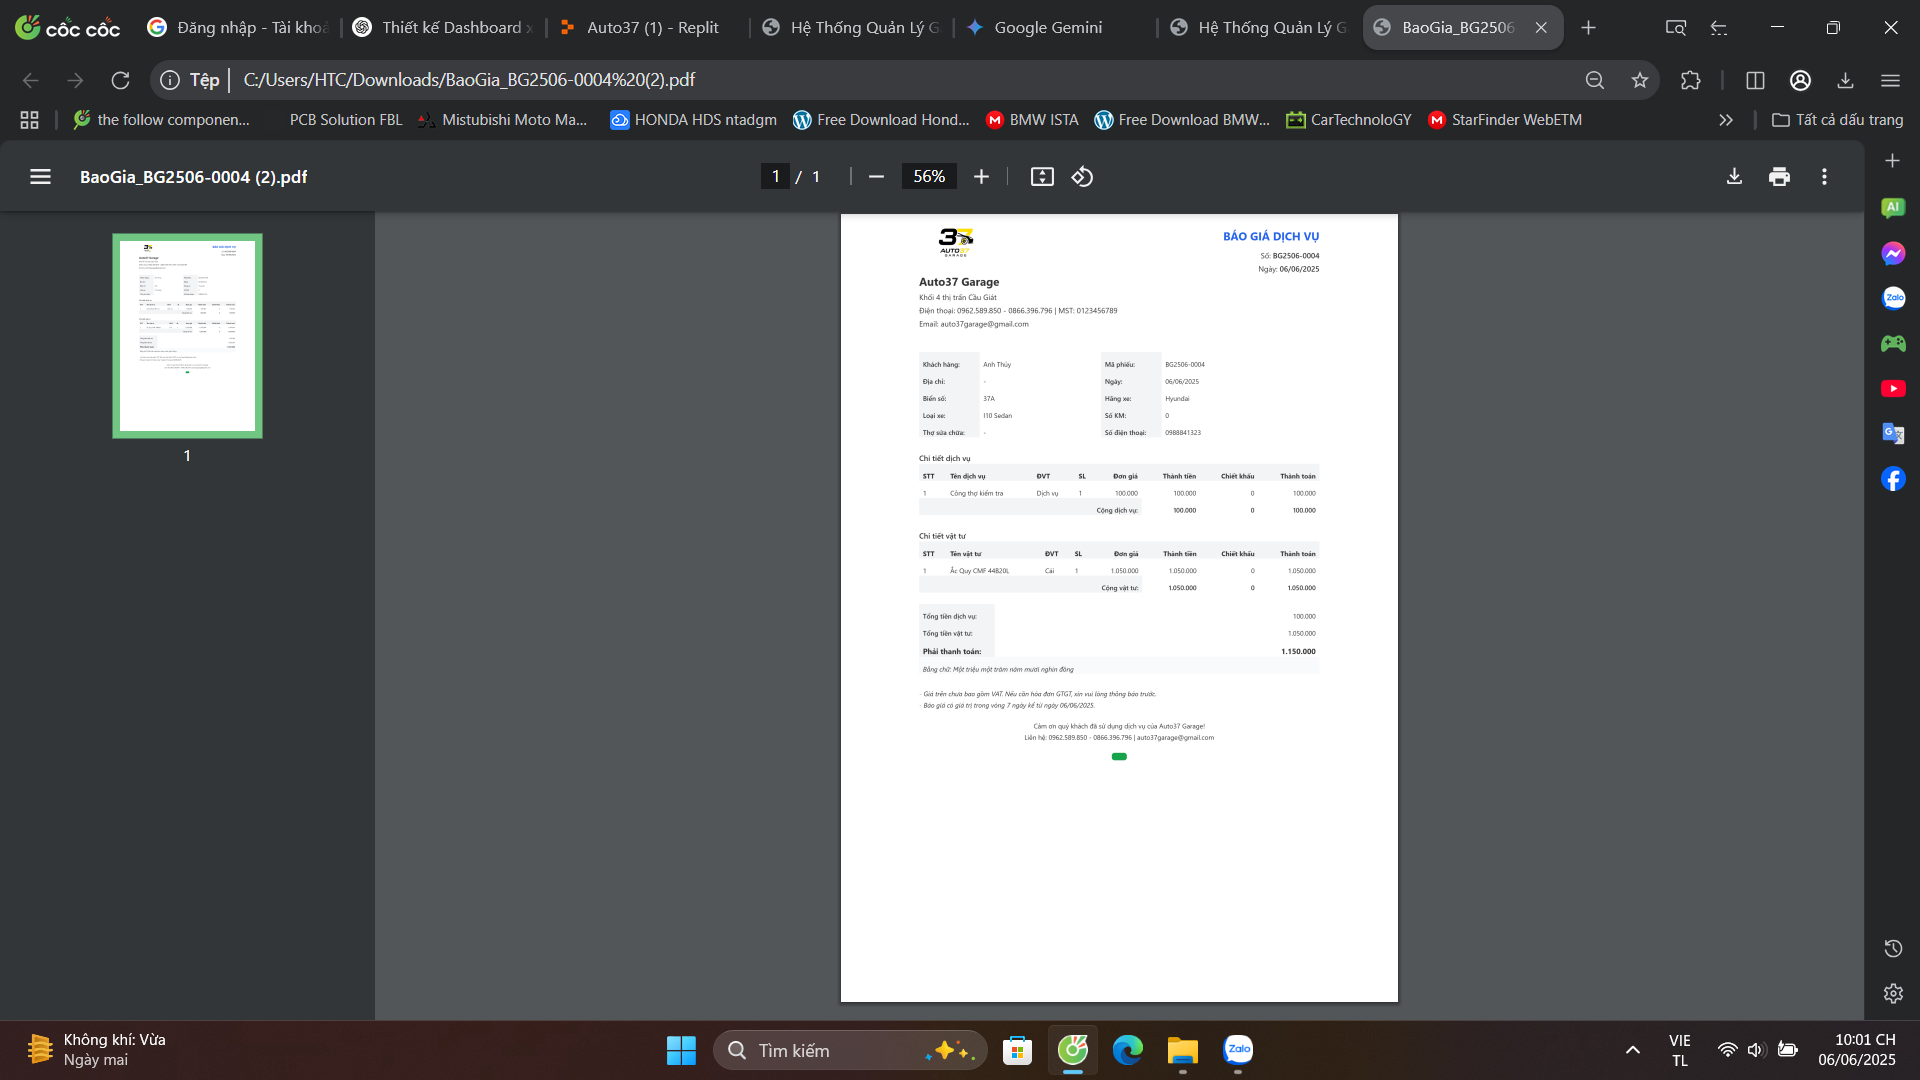 cốc cốc
Đăng nhập - Tài khoả
Thiết kế Dashboard x
Auto37 (1) - Replit
Hệ Thống Quản Lý G
Google Gemini
Hệ Thống Quản Lý G
BaoGia_BG2506
Tệp
C:/Users/HTC/Downloads/BaoGia_BG2506-0004%20(2).pdf
the follow componen...
PCB Solution FBL
Mistubishi Moto Ma...
HONDA HDS ntadgm
Free Download Hond...
BMW ISTA
Free Download BMW...
CarTechnoloGY
StarFinder WebETM
Tất cả dấu trang
BaoGia_BG2506-0004 (2).pdf
1 / 1
56%
1
37
AUTO37
GARAGE
BÁO GIÁ DỊCH VỤ
Số: BG2506-0004
Ngày: 06/06/2025
Auto37 Garage
Khối 4 thị trấn Cầu Giát
Điện thoại: 0962.589.850 - 0866.396.796 | MST: 0123456789
Email: auto37garage@gmail.com
Khách hàng: Anh Thủy Mã phiếu: BG2506-0004
Địa chỉ: - Ngày: 06/06/2025
Biển số: 37A Hãng xe: Hyundai
Loại xe: I10 Sedan Số KM: 0
Thợ sửa chữa: - Số điện thoại: 0988841323
Chi tiết dịch vụ
STT Tên dịch vụ ĐVT SL Đơn giá Thành tiền Chiết khấu Thành toán
1 Công thợ kiểm tra Dịch vụ 1 100.000 100.000 0 100.000
Cộng dịch vụ: 100.000 0 100.000
Chi tiết vật tư
STT Tên vật tư ĐVT SL Đơn giá Thành tiền Chiết khấu Thành toán
1 Ắc Quy CMF 44B20L Cái 1 1.050.000 1.050.000 0 1.050.000
Cộng vật tư: 1.050.000 0 1.050.000
Tổng tiền dịch vụ: 100.000
Tổng tiền vật tư: 1.050.000
Phải thanh toán: 1.150.000
Bằng chữ: Một triệu một trăm năm mươi nghìn đồng
- Giá trên chưa bao gồm VAT. Nếu cần hóa đơn GTGT, xin vui lòng thông báo trước.
- Báo giá có giá trị trong vòng 7 ngày kể từ ngày 06/06/2025.
Cảm ơn quý khách đã sử dụng dịch vụ của Auto37 Garage!
Liên hệ: 0962.589.850 - 0866.396.796 | auto37garage@gmail.com
AI
Zalo
Không khí: Vừa
Ngày mai
Tìm kiếm
Zalo
VIE
TL
10:01 CH
06/06/2025